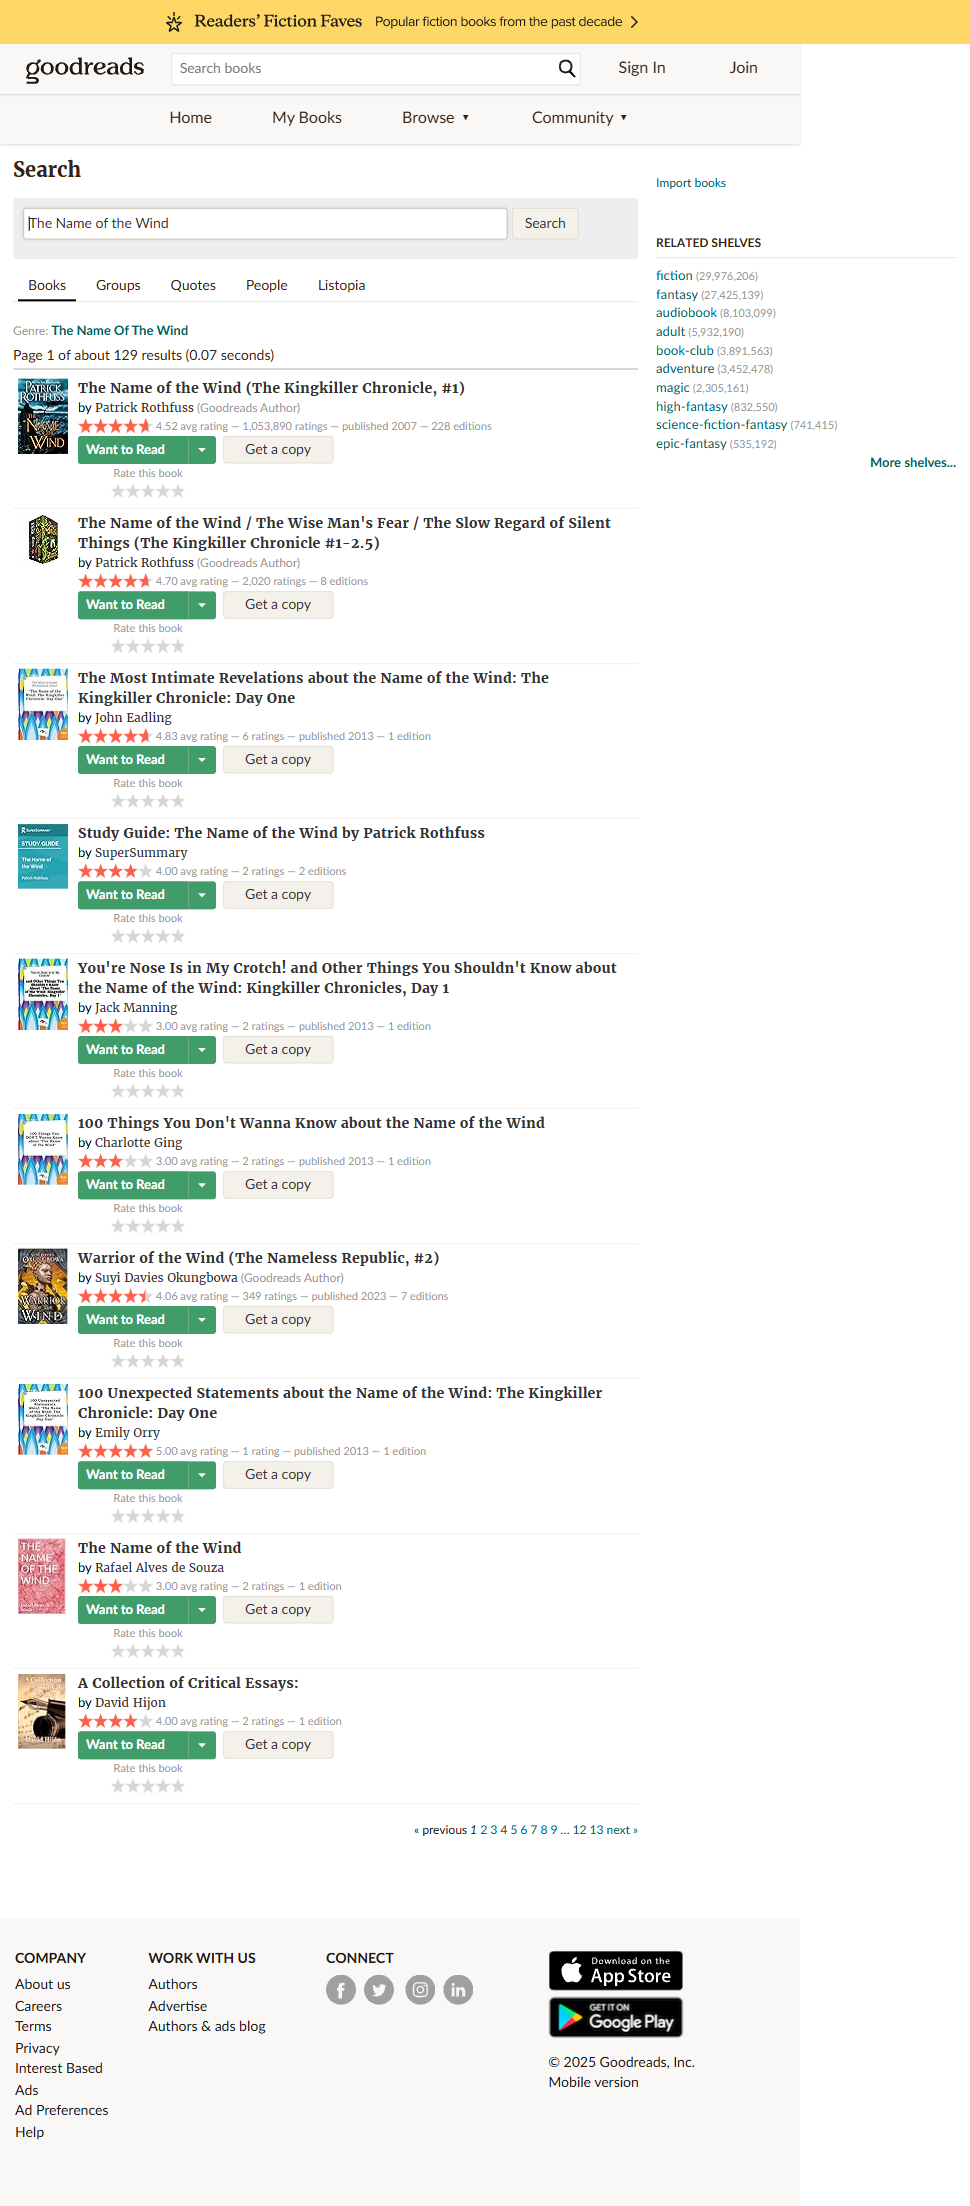 Readers' Fiction Faves Popular fiction books from the past decade
goodreads
Search books
Sign In
Join
Home
My Books
Browse ▼
Community ▼
Search
The Name of the Wind
Search
Books
Groups
Quotes
People
Listopia
Genre: The Name Of The Wind
Page 1 of about 129 results (0.07 seconds)
PATRICK
ROTHFUSS
THE
NAME
OF THE
WIND
The Name of the Wind (The Kingkiller Chronicle, #1)
by Patrick Rothfuss (Goodreads Author)
4.52 avg rating — 1,053,890 ratings — published 2007 — 228 editions
Want to Read
Get a copy
Rate this book
The Name of the Wind / The Wise Man's Fear / The Slow Regard of Silent
Things (The Kingkiller Chronicle #1-2.5)
by Patrick Rothfuss (Goodreads Author)
4.70 avg rating — 2,020 ratings — 8 editions
Want to Read
Get a copy
Rate this book
The Most Intimate Revelations about the Name of the Wind: The
Kingkiller Chronicle: Day One
by John Eadling
4.83 avg rating — 6 ratings — published 2013 — 1 edition
Want to Read
Get a copy
Rate this book
SuperSummary
STUDY GUIDE
The Name of
the Wind
Patrick Rothfuss
Study Guide: The Name of the Wind by Patrick Rothfuss
by SuperSummary
4.00 avg rating — 2 ratings — 2 editions
Want to Read
Get a copy
Rate this book
You're Nose Is in My Crotch! and Other Things You Shouldn't Know about
the Name of the Wind: Kingkiller Chronicles, Day 1
by Jack Manning
3.00 avg rating — 2 ratings — published 2013 — 1 edition
Want to Read
Get a copy
Rate this book
100 Things You Don't Wanna Know about the Name of the Wind
by Charlotte Ging
3.00 avg rating — 2 ratings — published 2013 — 1 edition
Want to Read
Get a copy
Rate this book
WARRIOR
WIND
Warrior of the Wind (The Nameless Republic, #2)
by Suyi Davies Okungbowa (Goodreads Author)
4.06 avg rating — 349 ratings — published 2023 — 7 editions
Want to Read
Get a copy
Rate this book
100 Unexpected Statements about the Name of the Wind: The Kingkiller
Chronicle: Day One
by Emily Orry
5.00 avg rating — 1 rating — published 2013 — 1 edition
Want to Read
Get a copy
Rate this book
THE
NAME
OF THE
WIND
The Name of the Wind
by Rafael Alves de Souza
3.00 avg rating — 2 ratings — 1 edition
Want to Read
Get a copy
Rate this book
A Collection of Critical Essays:
by David Hijon
4.00 avg rating — 2 ratings — 1 edition
Want to Read
Get a copy
Rate this book
« previous 1 2 3 4 5 6 7 8 9 … 12 13 next »
Import books
RELATED SHELVES
fiction (29,976,206)
fantasy (27,425,139)
audiobook (8,103,099)
adult (5,932,190)
book-club (3,891,563)
adventure (3,452,478)
magic (2,305,161)
high-fantasy (832,550)
science-fiction-fantasy (741,415)
epic-fantasy (535,192)
More shelves...
COMPANY
About us
Careers
Terms
Privacy
Interest Based
Ads
Ad Preferences
Help
WORK WITH US
Authors
Advertise
Authors & ads blog
CONNECT
Download on the
App Store
GET IT ON
Google Play
© 2025 Goodreads, Inc.
Mobile version